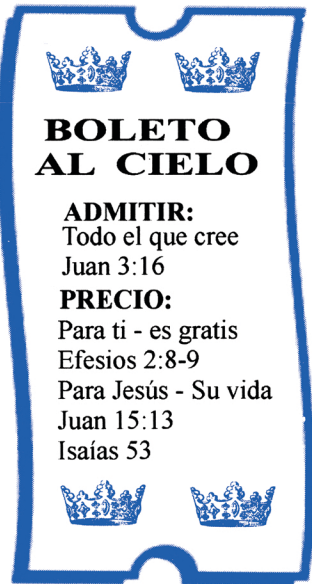 BOLETO
AL CIELO
ADMITIR:
Todo el que cree
Juan 3:16
PRECIO:
Para ti - es gratis
Efesios 2:8-9
Para Jesús - Su vida
Juan 15:13
Isaías 53